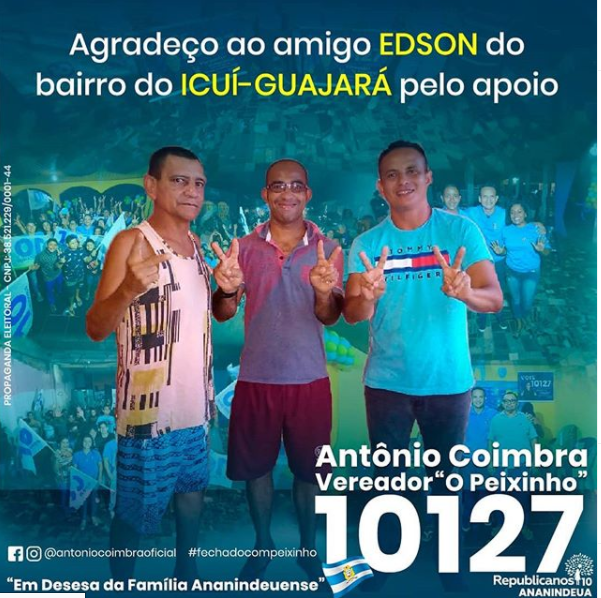 Agradeço ao amigo EDSON do
bairro do ICUÍ-GUAJARÁ pelo apoio
PROPAGANDA ELEITORAL - CNPJ: 38.521.229/0001-44
TOMMY
HILFIGER
10127
Antônio Coimbra
Vereador "O Peixinho"
10127
@antoniocoimbraoficial #fechadocompeixinho
"Em Desesa da Família Ananindeuense"
Republicanos 10
ANANINDEUA